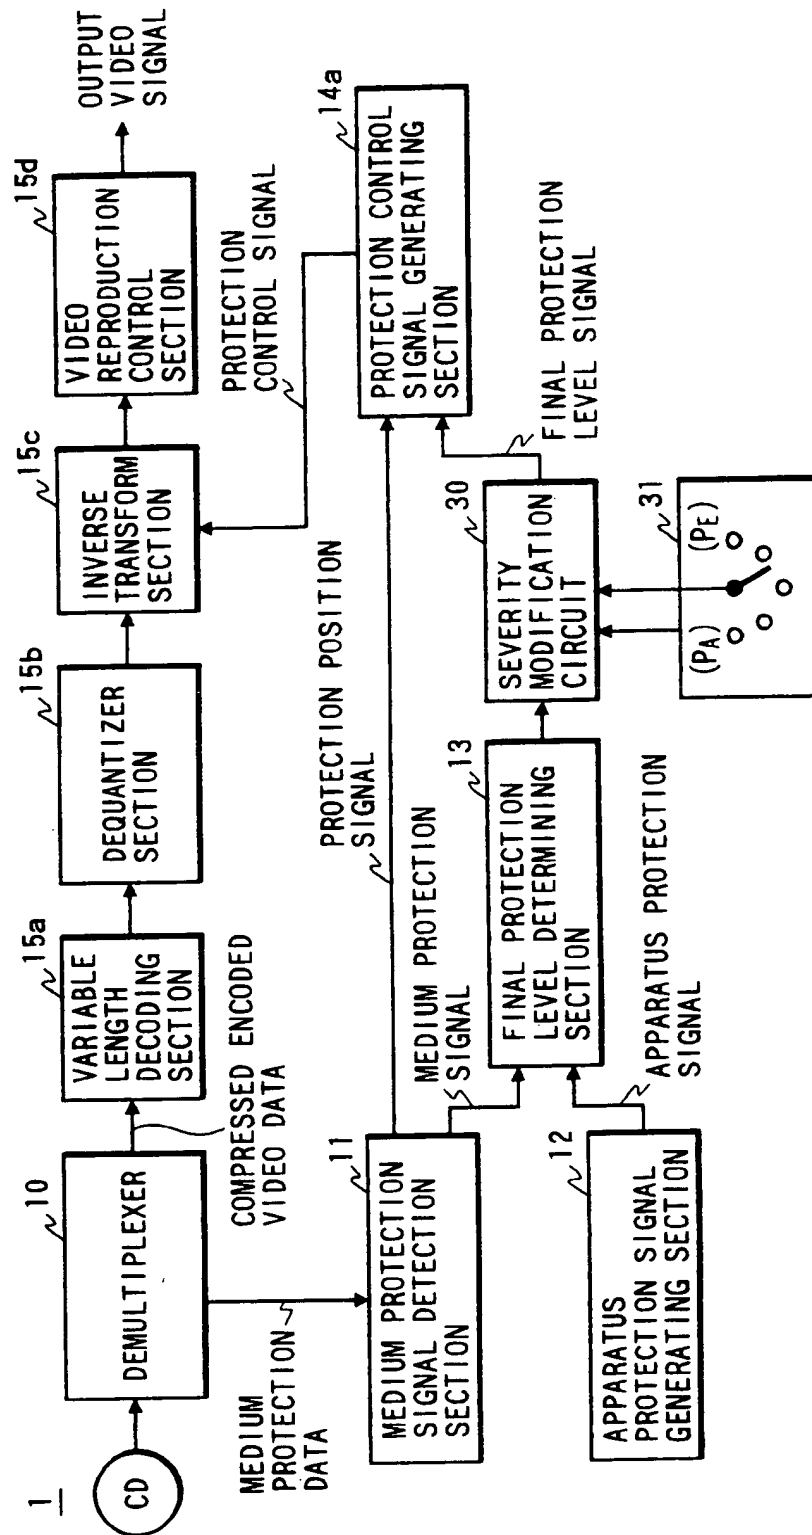 1
CD
10
DEMULTIPLEXER
COMPRESSED ENCODED
VIDEO DATA
15a
VARIABLE
LENGTH
DECODING
SECTION
15b
DEQUANTIZER
SECTION
15c
INVERSE
TRANSFORM
SECTION
15d
VIDEO
REPRODUCTION
CONTROL
SECTION
OUTPUT
VIDEO
SIGNAL
MEDIUM
PROTECTION
DATA
11
MEDIUM PROTECTION
SIGNAL DETECTION
SECTION
PROTECTION POSITION
SIGNAL
PROTECTION
CONTROL SIGNAL
14a
PROTECTION CONTROL
SIGNAL GENERATING
SECTION
MEDIUM PROTECTION
SIGNAL
12
APPARATUS
PROTECTION SIGNAL
GENERATING SECTION
APPARATUS PROTECTION
SIGNAL
13
FINAL PROTECTION
LEVEL DETERMINING
SECTION
30
SEVERITY
MODIFICATION
CIRCUIT
FINAL PROTECTION
LEVEL SIGNAL
31
(PA)
(PE)